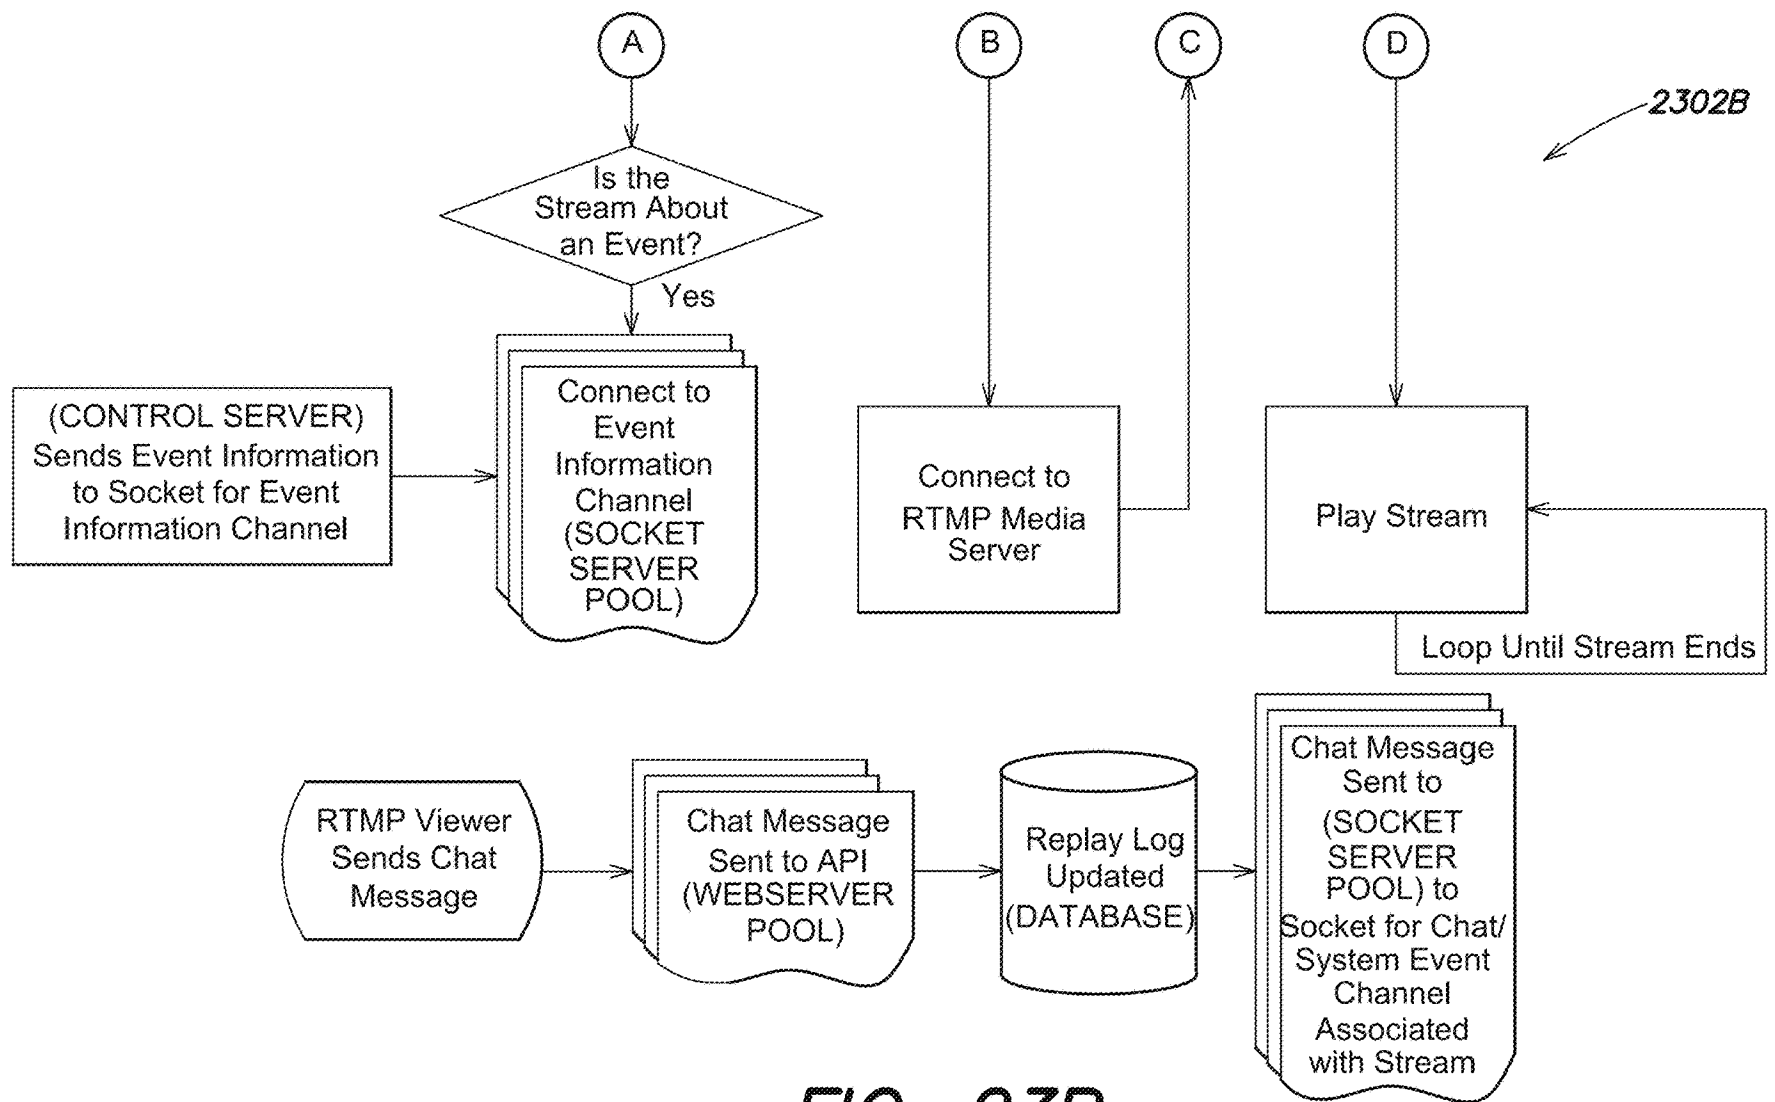 A
B
C
D
2302B
Is the
Stream About
an Event?
Yes
(CONTROL SERVER)
Sends Event Information
to Socket for Event
Information Channel
Connect to
Event
Information
Channel
(SOCKET
SERVER
POOL)
Connect to
RTMP Media
Server
Play Stream
Loop Until Stream Ends
RTMP Viewer
Sends Chat
Message
Chat Message
Sent to API
(WEBSERVER
POOL)
Replay Log
Updated
(DATABASE)
Chat Message
Sent to
(SOCKET
SERVER
POOL) to
Socket for Chat/
System Event
Channel
Associated
with Stream
FIG. 23B